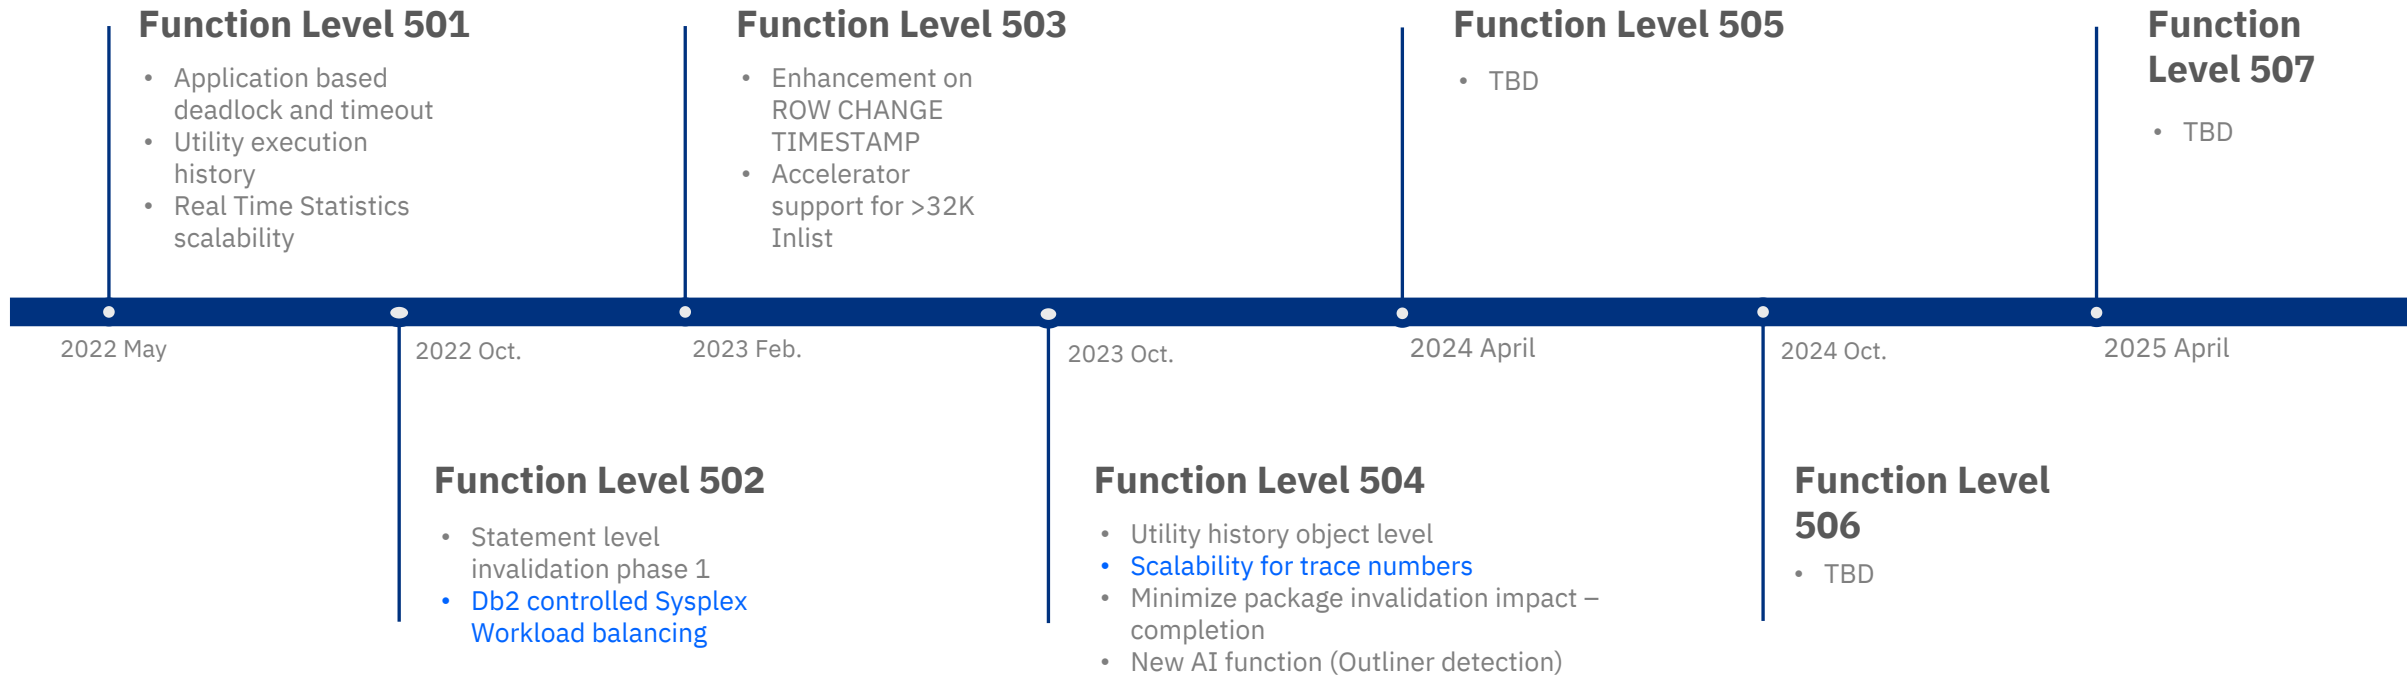 Function Level 501
• Application based
deadlock and timeout
• Utility execution
history
• Real Time Statistics
scalability
Function Level 503
• Enhancement on
ROW CHANGE
TIMESTAMP
• Accelerator
support for >32K
Inlist
Function Level 505
• TBD
Function
Level 507
• TBD
2022 May
2022 Oct.
2023 Feb.
2023 Oct.
2024 April
2024 Oct.
2025 April
Function Level 502
• Statement level
invalidation phase 1
• Db2 controlled Sysplex
Workload balancing
Function Level 504
• Utility history object level
• Scalability for trace numbers
• Minimize package invalidation impact –
completion
• New AI function (Outliner detection)
Function Level
506
• TBD